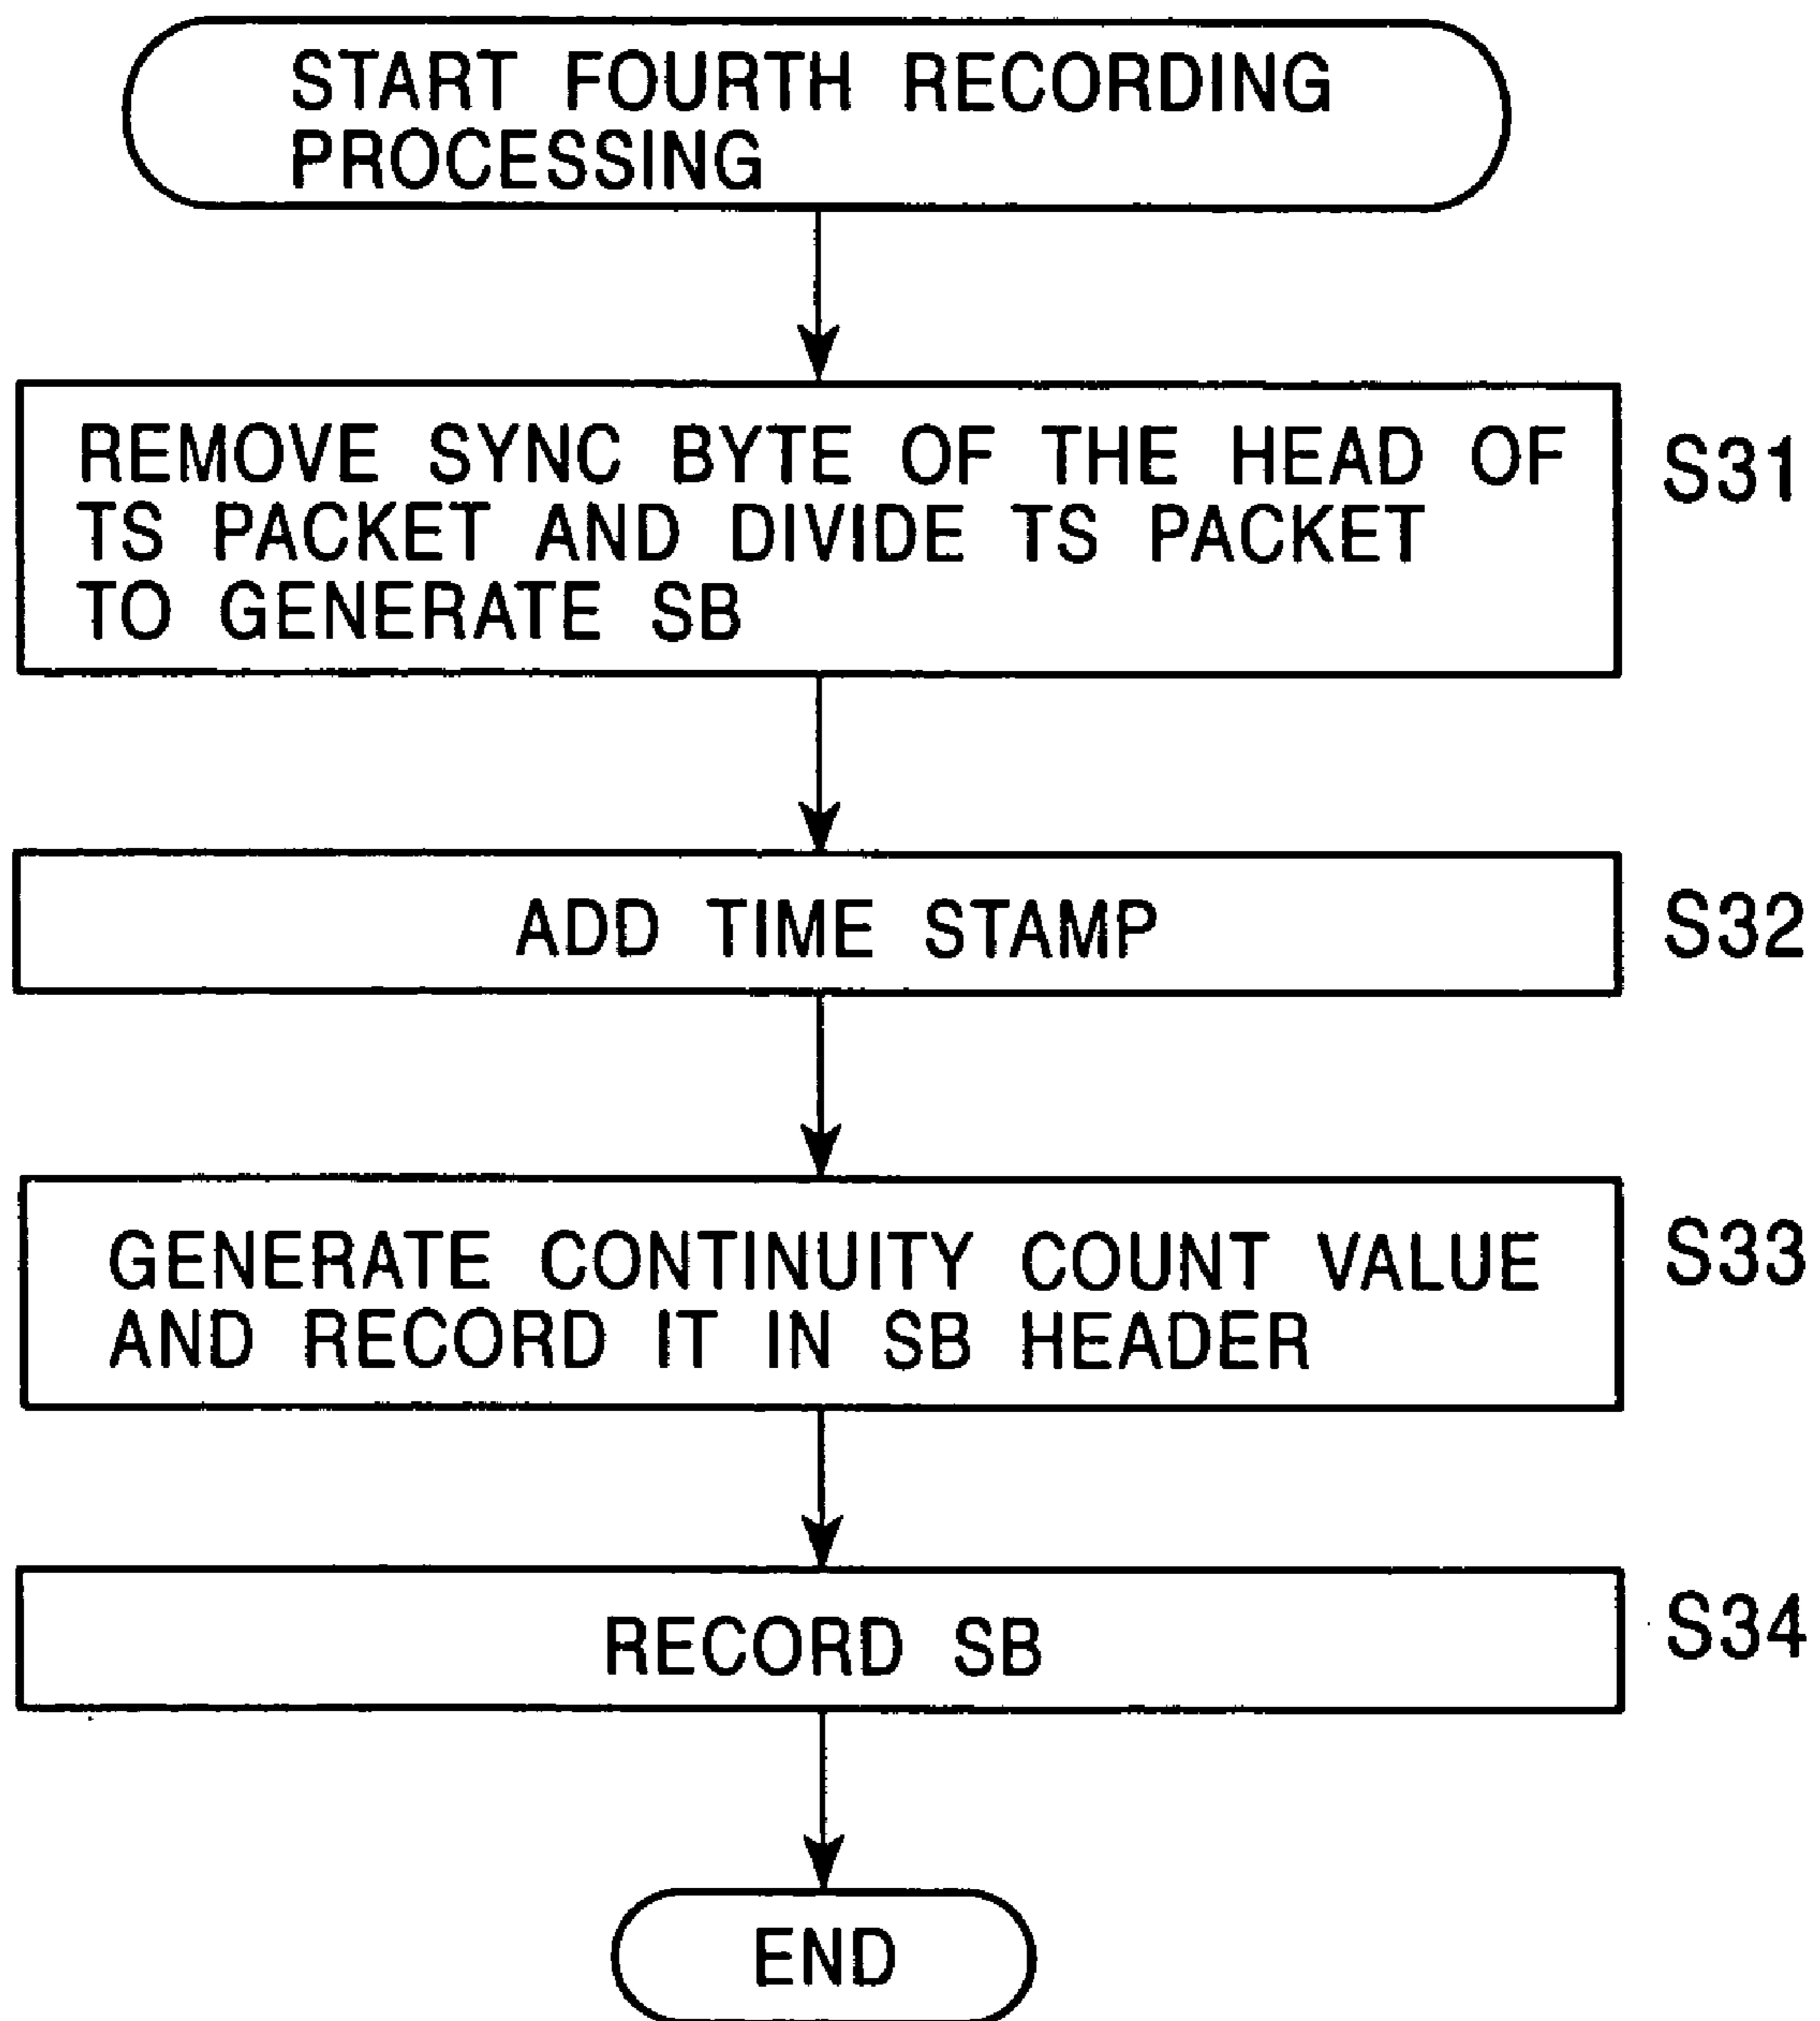 START FOURTH RECORDING
PROCESSING
REMOVE SYNC BYTE OF THE HEAD OF
TS PACKET AND DIVIDE TS PACKET
TO GENERATE SB
S31
ADD TIME STAMP
S32
GENERATE CONTINUITY COUNT VALUE
AND RECORD IT IN SB HEADER
S33
RECORD SB
S34
END